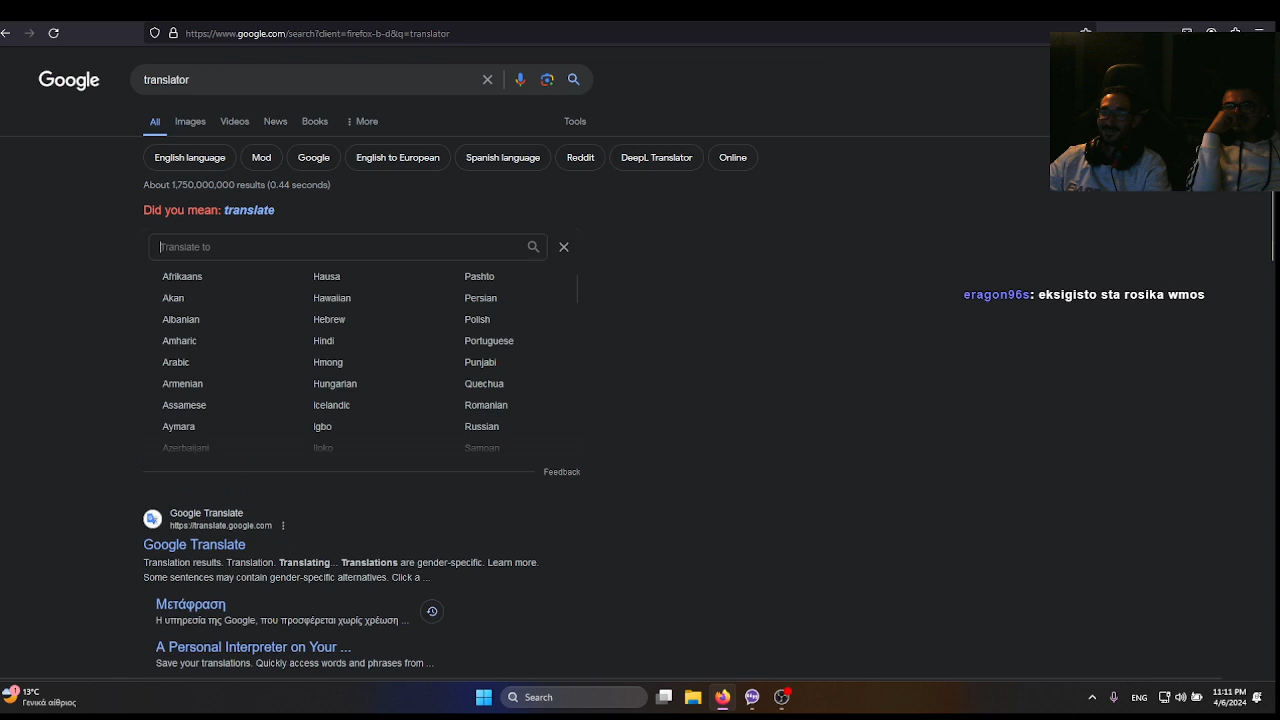 https://www.google.com/search?client=firefox-b-d&q=translator
Google
translator
All Images Videos News Books More Tools
English language Mod Google English to European Spanish language Reddit DeepL Translator Online
About 1,750,000,000 results (0.44 seconds)
Did you mean: translate
Translate to
Afrikaans Hausa Pashto
Akan Hawaiian Persian
eragon96s: eksigisto sta rosika wmos
Albanian Hebrew Polish
Amharic Hindi Portuguese
Arabic Hmong Punjabi
Armenian Hungarian Quechua
Assamese Icelandic Romanian
Aymara Igbo Russian
Azerbaijani Iloko Samoan
Feedback
Google Translate
https://translate.google.com
Google Translate
Translation results. Translation. Translating... Translations are gender-specific. Learn more.
Some sentences may contain gender-specific alternatives. Click a ...
Μετάφραση
Η υπηρεσία της Google, που προσφέρεται χωρίς χρέωση ...
A Personal Interpreter on Your ...
Save your translations. Quickly access words and phrases from ...
13°C
Γενικά αίθριος
Search
ENG
11:11 PM
4/6/2024